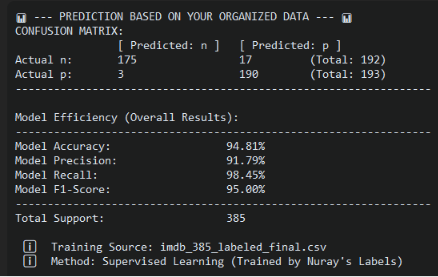 📊 --- PREDICTION BASED ON YOUR ORGANIZED DATA --- 📊
CONFUSION MATRIX:
[ Predicted: n ] [ Predicted: p ]
Actual n: 175 17 (Total: 192)
Actual p: 3 190 (Total: 193)
------------------------------------------------------------
Model Efficiency (Overall Results):
------------------------------------------------------------
Model Accuracy: 94.81%
Model Precision: 91.79%
Model Recall: 98.45%
Model F1-Score: 95.00%
------------------------------------------------------------
Total Support: 385
ℹ️ Training Source: imdb_385_labeled_final.csv
ℹ️ Method: Supervised Learning (Trained by Nuray's Labels)